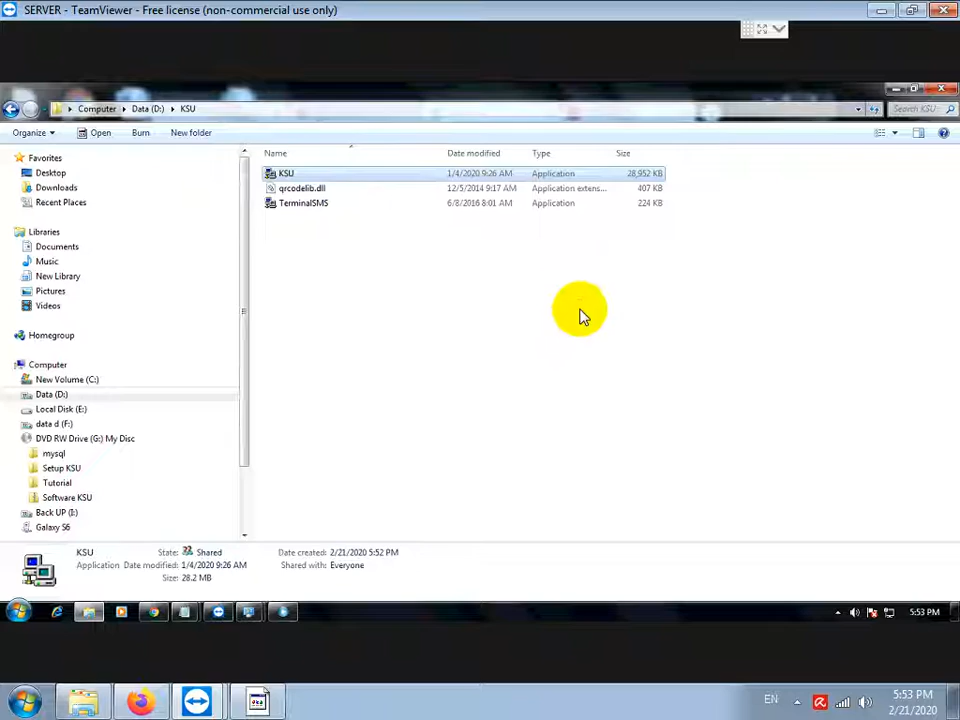 SERVER - TeamViewer - Free license (non-commercial use only)
Computer Data (D:) KSU
Search KSU
Organize Open Burn New folder
Name Date modified Type Size
Favorites
Desktop
Downloads
Recent Places
Libraries
Documents
Music
New Library
Pictures
Videos
Homegroup
Computer
New Volume (C:)
Data (D:)
Local Disk (E:)
data d (F:)
DVD RW Drive (G:) My Disc
mysql
Setup KSU
Tutorial
Software KSU
Back UP (I:)
Galaxy S6
KSU 1/4/2020 9:26 AM Application 28,952 KB
qrcodelib.dll 12/5/2014 9:17 AM Application extens... 407 KB
TerminalSMS 6/8/2016 8:01 AM Application 224 KB
KSU State: Shared Date created: 2/21/2020 5:52 PM
Application Date modified: 1/4/2020 9:26 AM Shared with: Everyone
Size: 28.2 MB
5:53 PM
EN
5:53 PM
2/21/2020